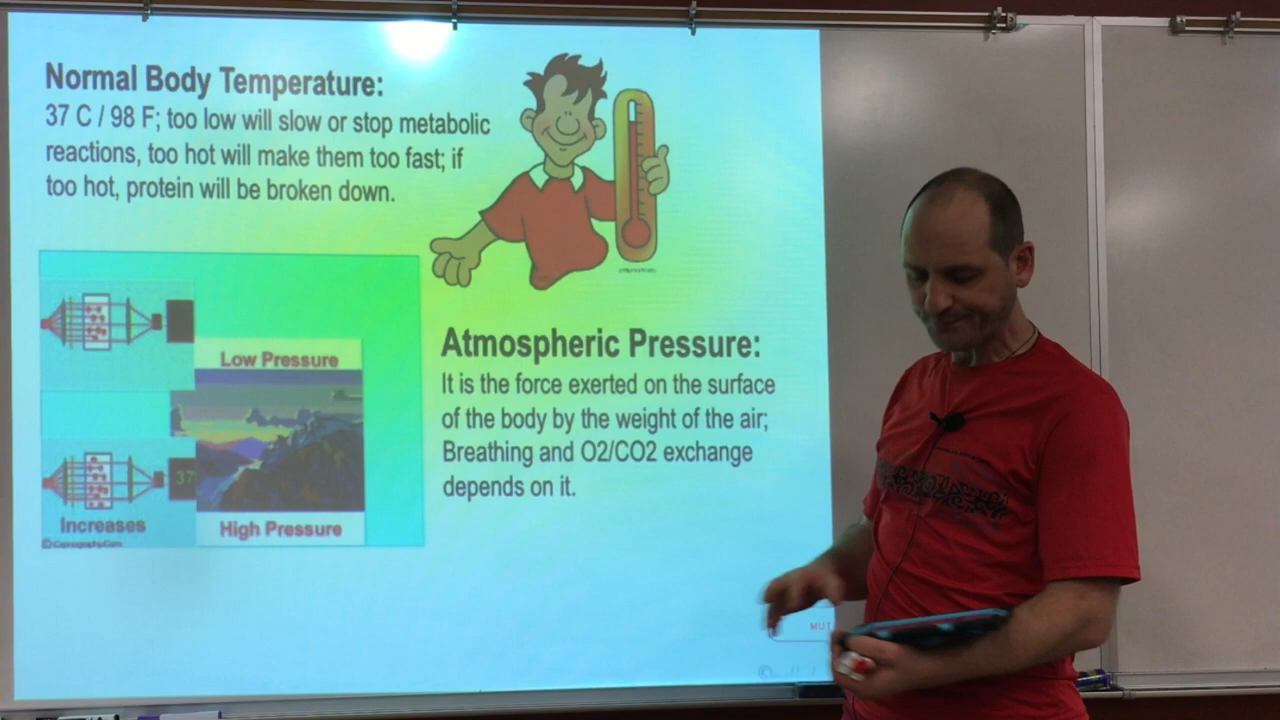 Normal Body Temperature:
37 C / 98 F; too low will slow or stop metabolic
reactions, too hot will make them too fast; if
too hot, protein will be broken down.
Low Pressure
37
Increases
High Pressure
Atmospheric Pressure:
It is the force exerted on the surface
of the body by the weight of the air;
Breathing and O2/CO2 exchange
depends on it.
MUT